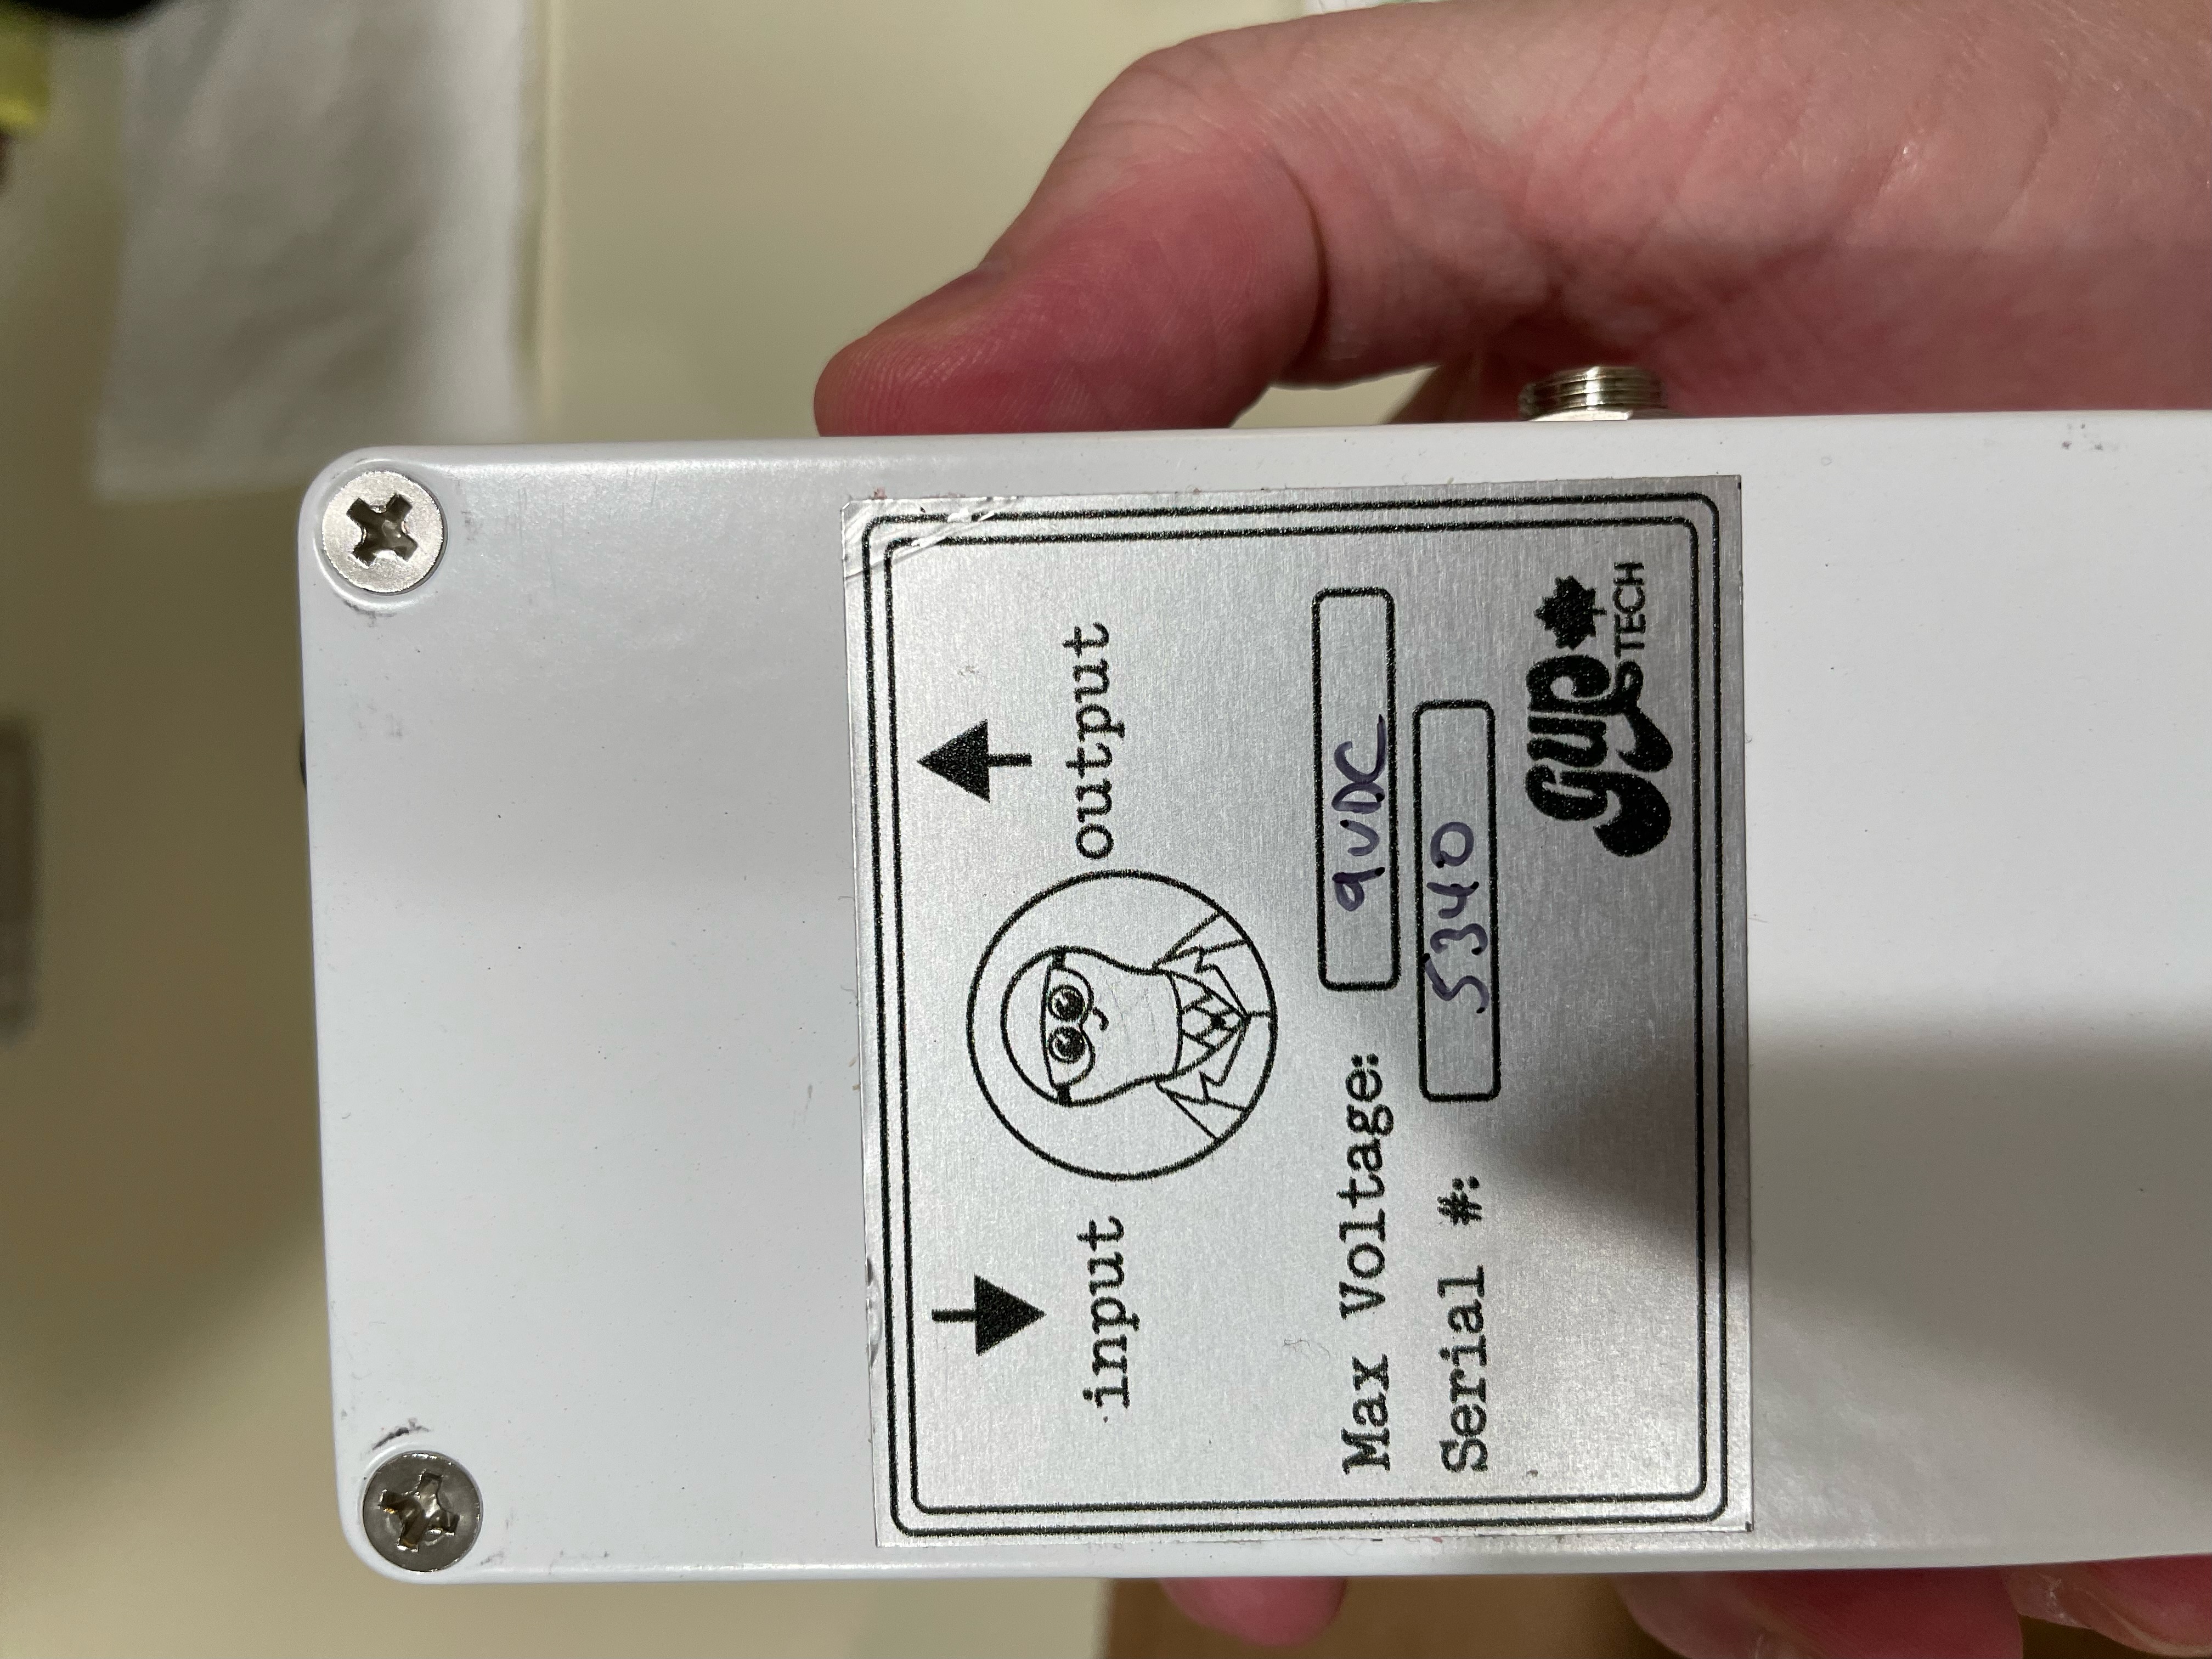 input output
Max Voltage: 9VDC
Serial #: 5340
gup TECH